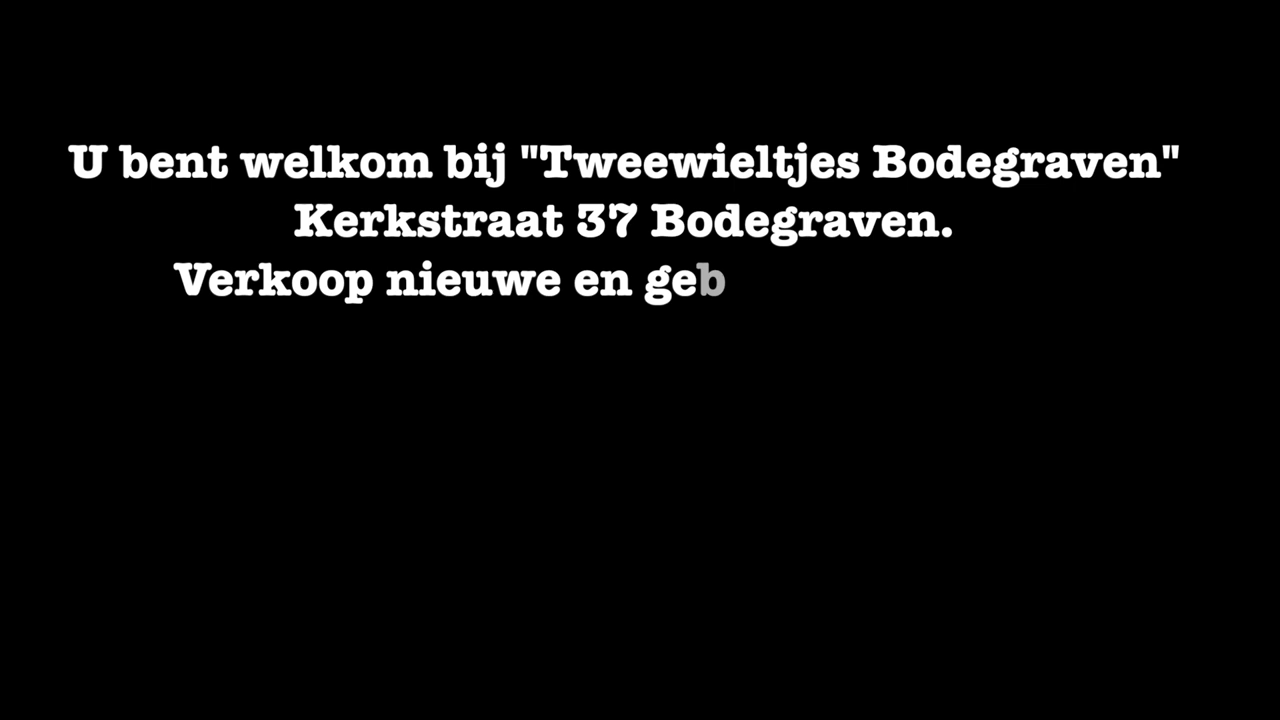 U bent welkom bij "Tweewieltjes Bodegraven"
Kerkstraat 37 Bodegraven.
Verkoop nieuwe en geb